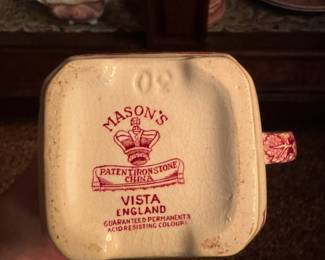 30
MASON'S
PATENT IRONSTONE
CHINA
VISTA
ENGLAND
GUARANTEED PERMANENT &
ACID RESISTING COLOURS